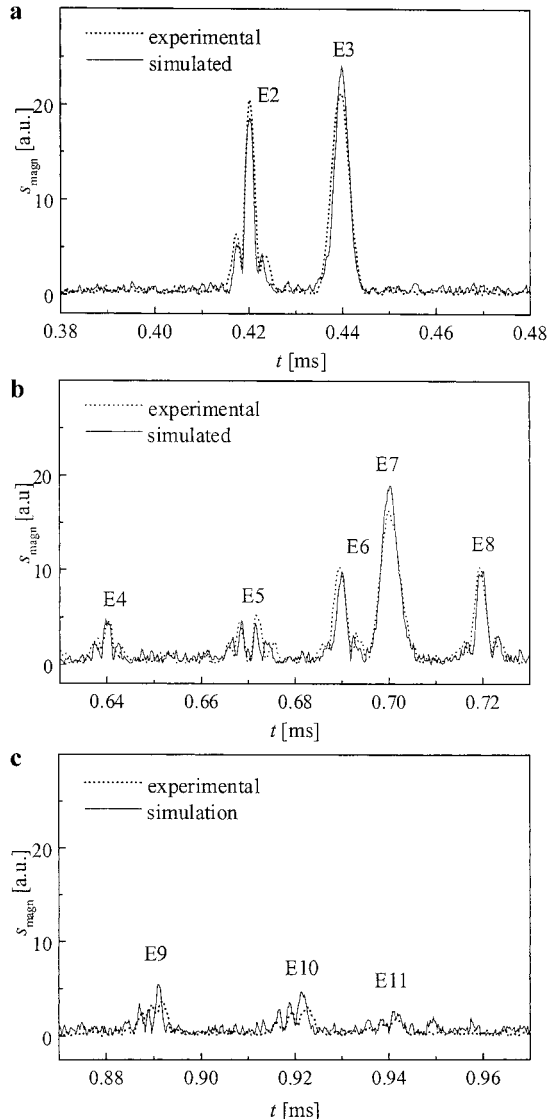 a
experimental
simulated
E2
E3
20
10
0
s_magn [a.u.]
0.38 0.40 0.42 0.44 0.46 0.48
t [ms]
b
experimental
simulated
E7
E6
E8
E4
E5
20
10
0
s_magn [a.u]
0.64 0.66 0.68 0.70 0.72
t [ms]
c
experimental
simulation
E9
E10
E11
20
10
0
s_magn [a.u.]
0.88 0.90 0.92 0.94 0.96
t [ms]